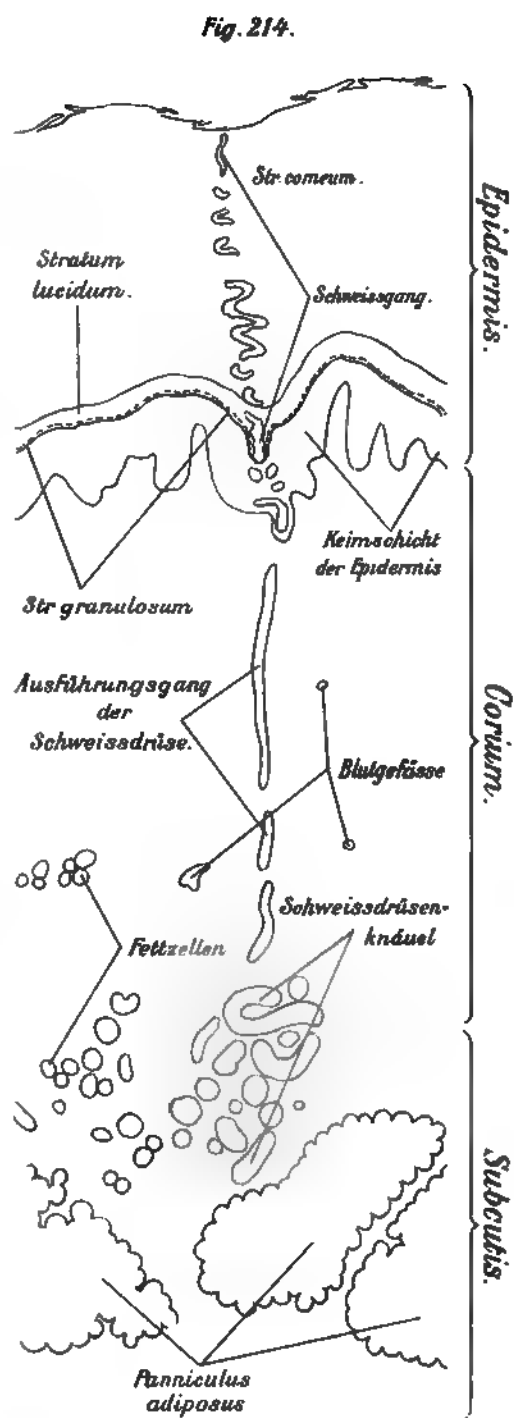 Fig. 214.
Epidermis.
Str. corneum.
Stratum
lucidum.
Schweissgang.
Keimschicht
der Epidermis
Str granulosum
Ausführungsgang
der
Schweissdrüse.
Corium.
Blutgefässe
Schweissdrüsen-
knäuel
Fettzellen
Subcutis.
Panniculus
adiposus